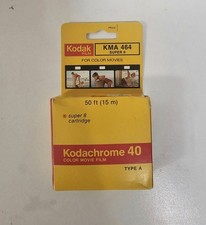 Kodak
FILM
KMA 464
SUPER 8
FOR COLOR MOVIES
50 ft (15 m)
super 8
cartridge
Kodachrome 40
COLOR MOVIE FILM
TYPE A